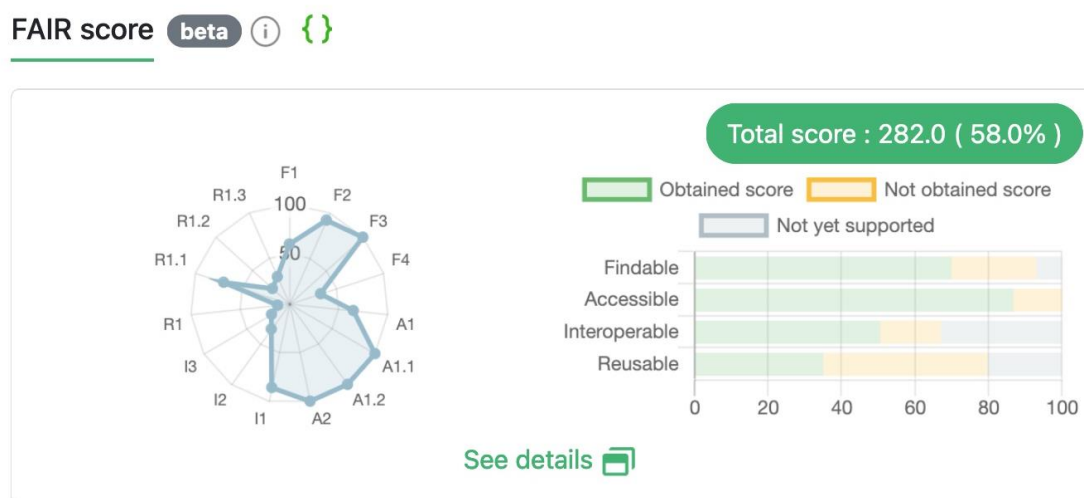 FAIR score beta i { }
Total score : 282.0 ( 58.0% )
F1
F2
F3
F4
A1
A1.1
A1.2
A2
I1
I2
I3
R1
R1.1
R1.2
R1.3
100
50
Obtained score Not obtained score
Not yet supported
Findable
Accessible
Interoperable
Reusable
0 20 40 60 80 100
See details